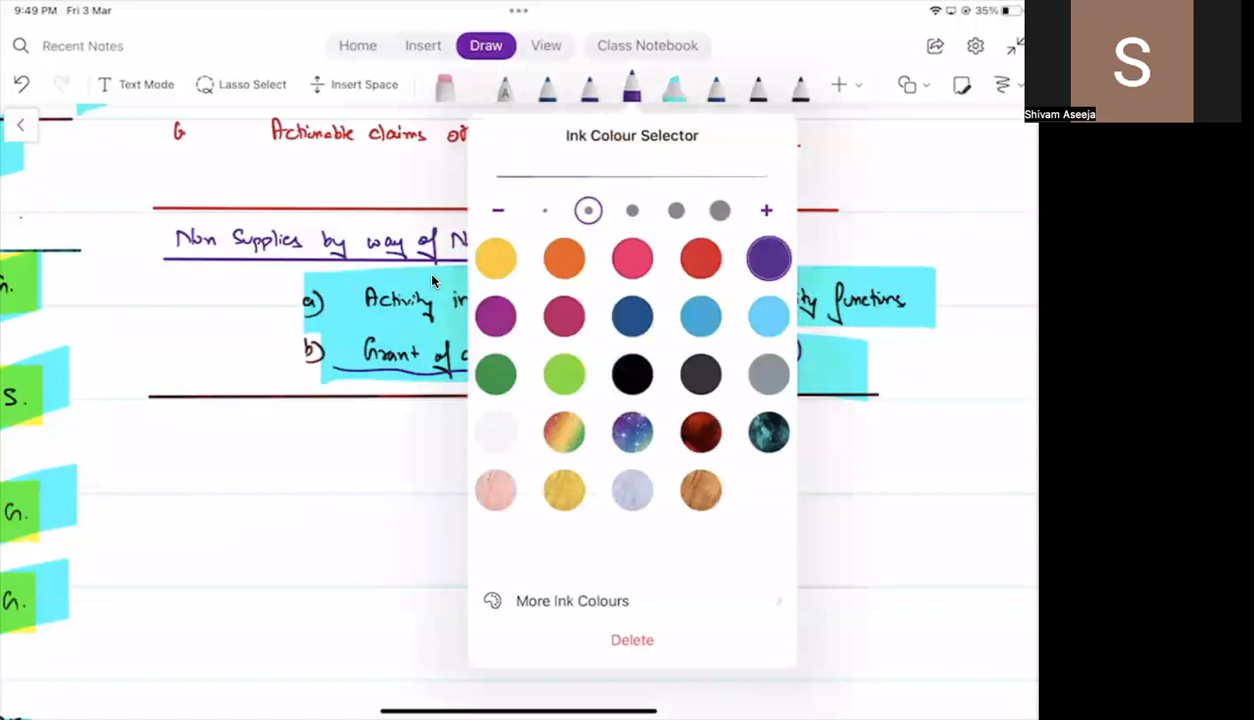 9:49 PM Fri 3 Mar
35%
Recent Notes
Home Insert Draw View Class Notebook
Text Mode Lasso Select Insert Space
A
S
Shivam Aseeja
Ink Colour Selector
G Actionable claims
Non Supplies by way of N
a) Activity in
ity functions
b) Grant of
h.
S.
G.
G.
More Ink Colours
Delete